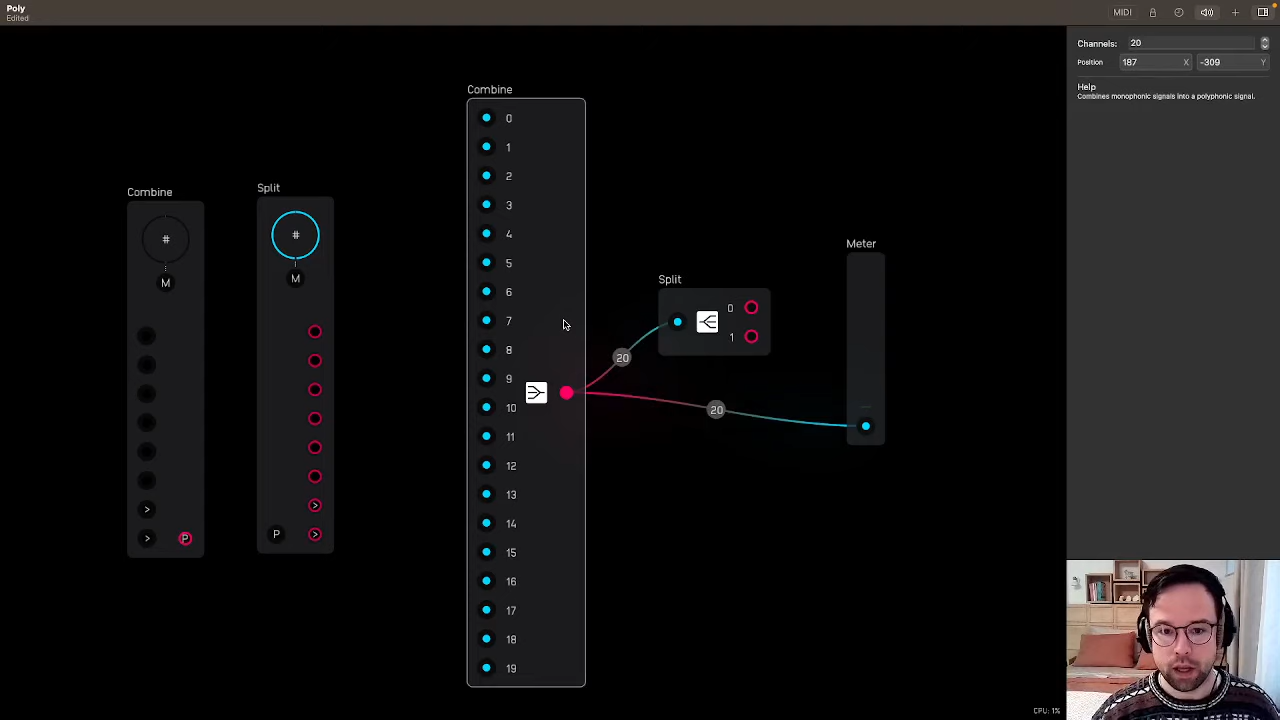 Poly
Edited
MIDI
Channels: 20
Position 187 X -309 Y
Help
Combines monophonic signals into a polyphonic signal.
Combine
#
M
>
> P
Split
#
M
>
P >
Combine
0
1
2
3
4
5
6
7
8
9
10
11
12
13
14
15
16
17
18
19
20
20
Split
0
1
Meter
CPU: 1%